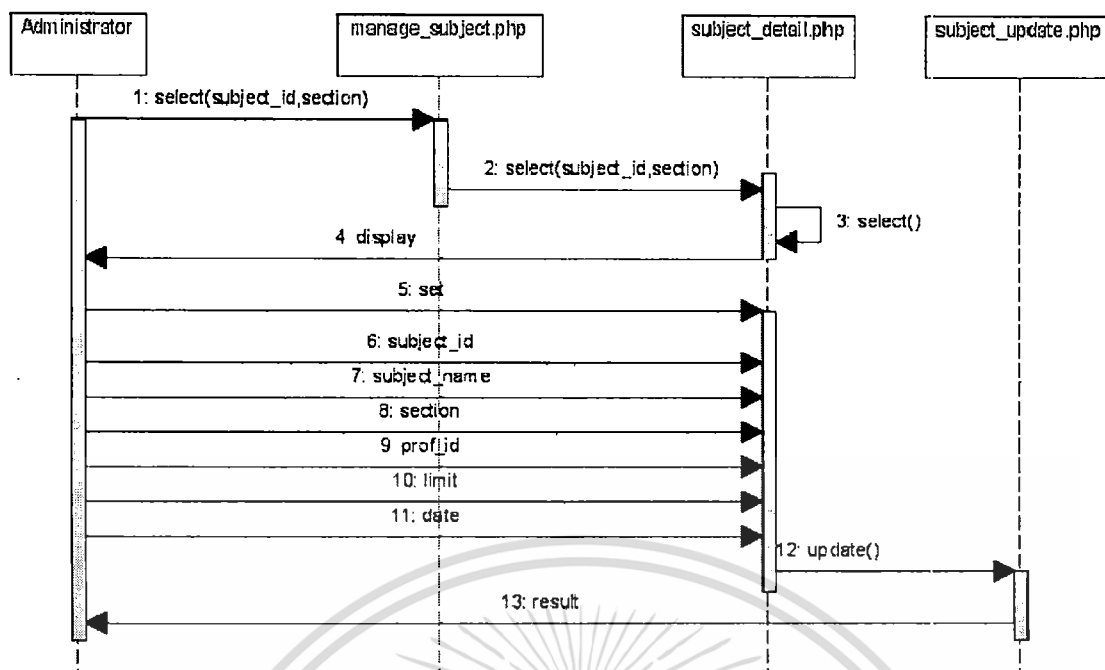 Administrator
manage_subject.php
subject_detail.php
subject_update.php
1: select(subject_id,section)
2: select(subject_id,section)
3: select()
4 display
5: set
6: subject_id
7: subject_name
8: section
9 prof_id
10: limit
11: date
12: update()
13: result